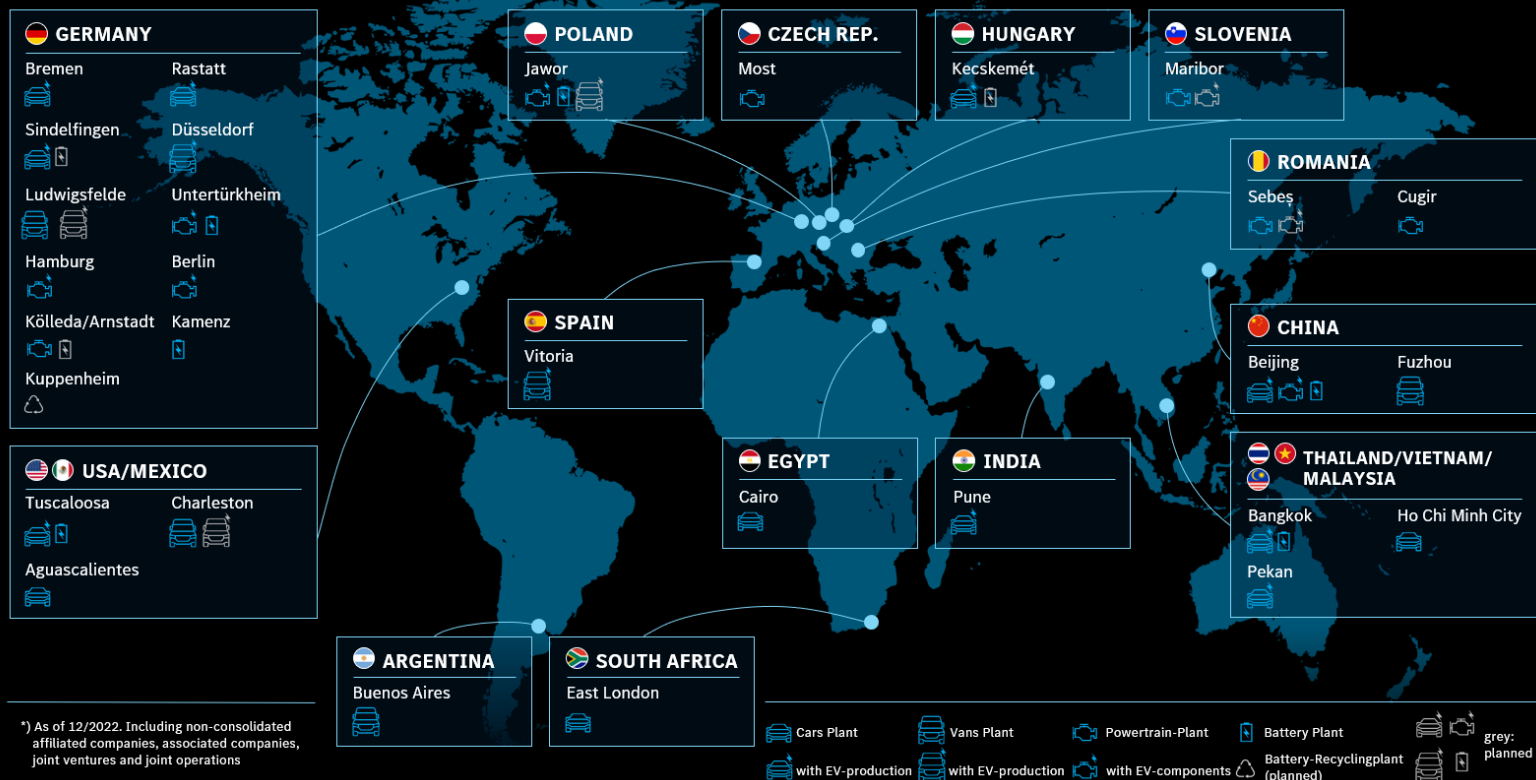 GERMANY
Bremen
Rastatt
Sindelfingen
Düsseldorf
Ludwigsfelde
Untertürkheim
Hamburg
Berlin
Kölleda/Arnstadt
Kamenz
Kuppenheim
POLAND
Jawor
CZECH REP.
Most
HUNGARY
Kecskemét
SLOVENIA
Maribor
ROMANIA
Sebeș
Cugir
SPAIN
Vitoria
CHINA
Beijing
Fuzhou
USA/MEXICO
Tuscaloosa
Charleston
Aguascalientes
EGYPT
Cairo
INDIA
Pune
THAILAND/VIETNAM/
MALAYSIA
Bangkok
Ho Chi Minh City
Pekan
ARGENTINA
Buenos Aires
SOUTH AFRICA
East London
*) As of 12/2022. Including non-consolidated
affiliated companies, associated companies,
joint ventures and joint operations
Cars Plant
Vans Plant
Powertrain-Plant
Battery Plant
with EV-production
with EV-production
with EV-components
Battery-Recyclingplant
(planned)
grey:
planned